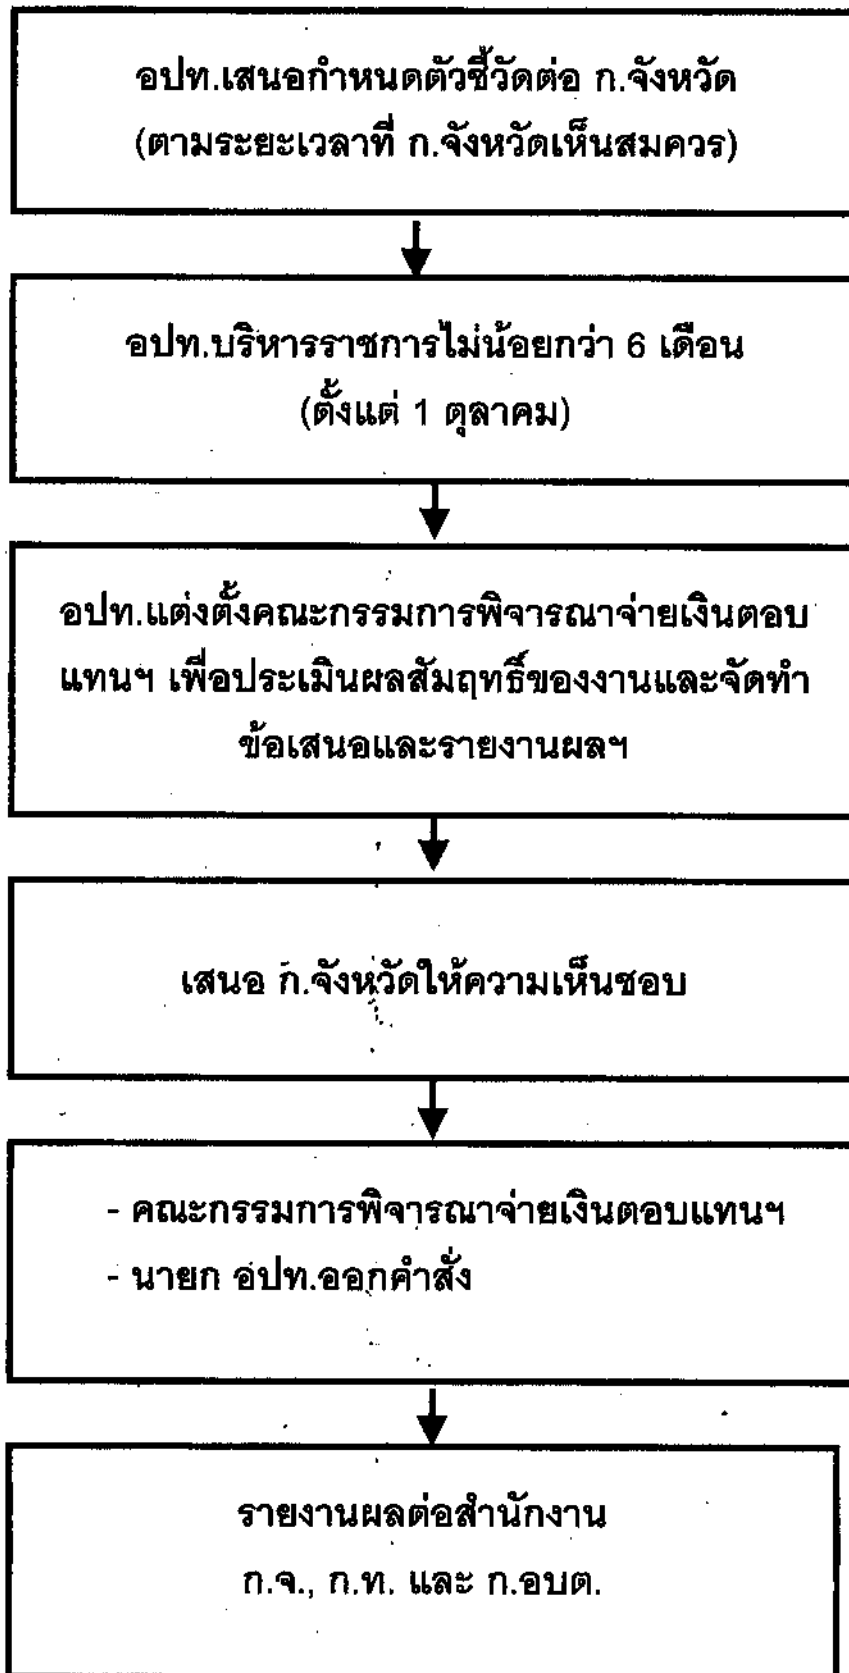 อปท.เสนอกำหนดตัวชี้วัดต่อ ก.จังหวัด
(ตามระยะเวลาที่ ก.จังหวัดเห็นสมควร)
อปท.บริหารราชการไม่น้อยกว่า 6 เดือน
(ตั้งแต่ 1 ตุลาคม)
อปท.แต่งตั้งคณะกรรมการพิจารณาจ่ายเงินตอบ
แทนฯ เพื่อประเมินผลสัมฤทธิ์ของงานและจัดทำ
ข้อเสนอและรายงานผลฯ
เสนอ ก.จังหวัดให้ความเห็นชอบ
- คณะกรรมการพิจารณาจ่ายเงินตอบแทนฯ
- นายก อปท.ออกคำสั่ง
รายงานผลต่อสำนักงาน
ก.จ., ก.ท. และ ก.อบต.